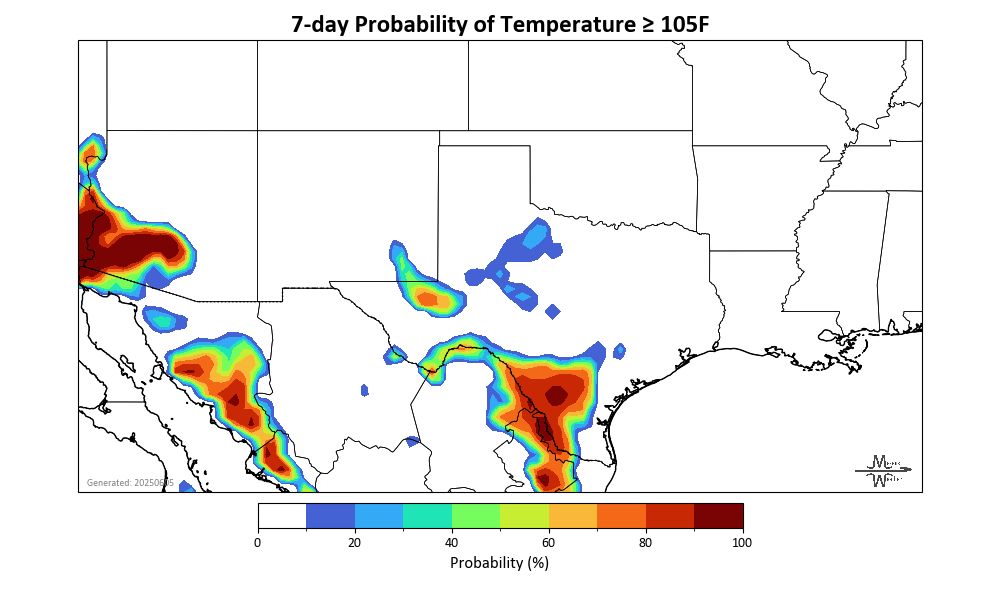 7-day Probability of Temperature ≥ 105F
Generated: 20250605
0 20 40 60 80 100
Probability (%)